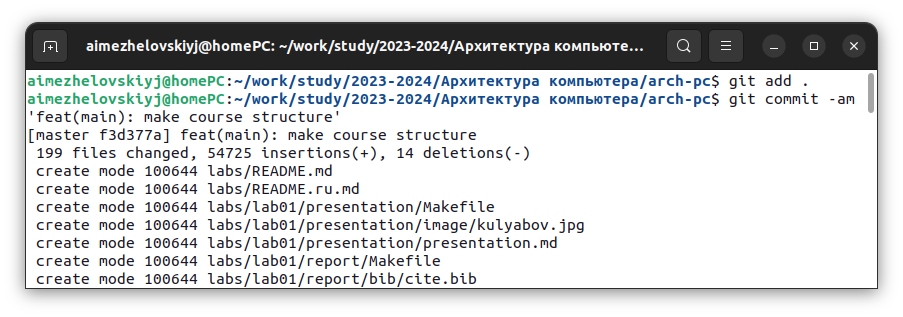 aimezhelovskiyj@homePC: ~/work/study/2023-2024/Архитектура компьюте...
aimezhelovskiyj@homePC:~/work/study/2023-2024/Архитектура компьютера/arch-pc$ git add .
aimezhelovskiyj@homePC:~/work/study/2023-2024/Архитектура компьютера/arch-pc$ git commit -am
'feat(main): make course structure'
[master f3d377a] feat(main): make course structure
 199 files changed, 54725 insertions(+), 14 deletions(-)
 create mode 100644 labs/README.md
 create mode 100644 labs/README.ru.md
 create mode 100644 labs/lab01/presentation/Makefile
 create mode 100644 labs/lab01/presentation/image/kulyabov.jpg
 create mode 100644 labs/lab01/presentation/presentation.md
 create mode 100644 labs/lab01/report/Makefile
 create mode 100644 labs/lab01/report/bib/cite.bib